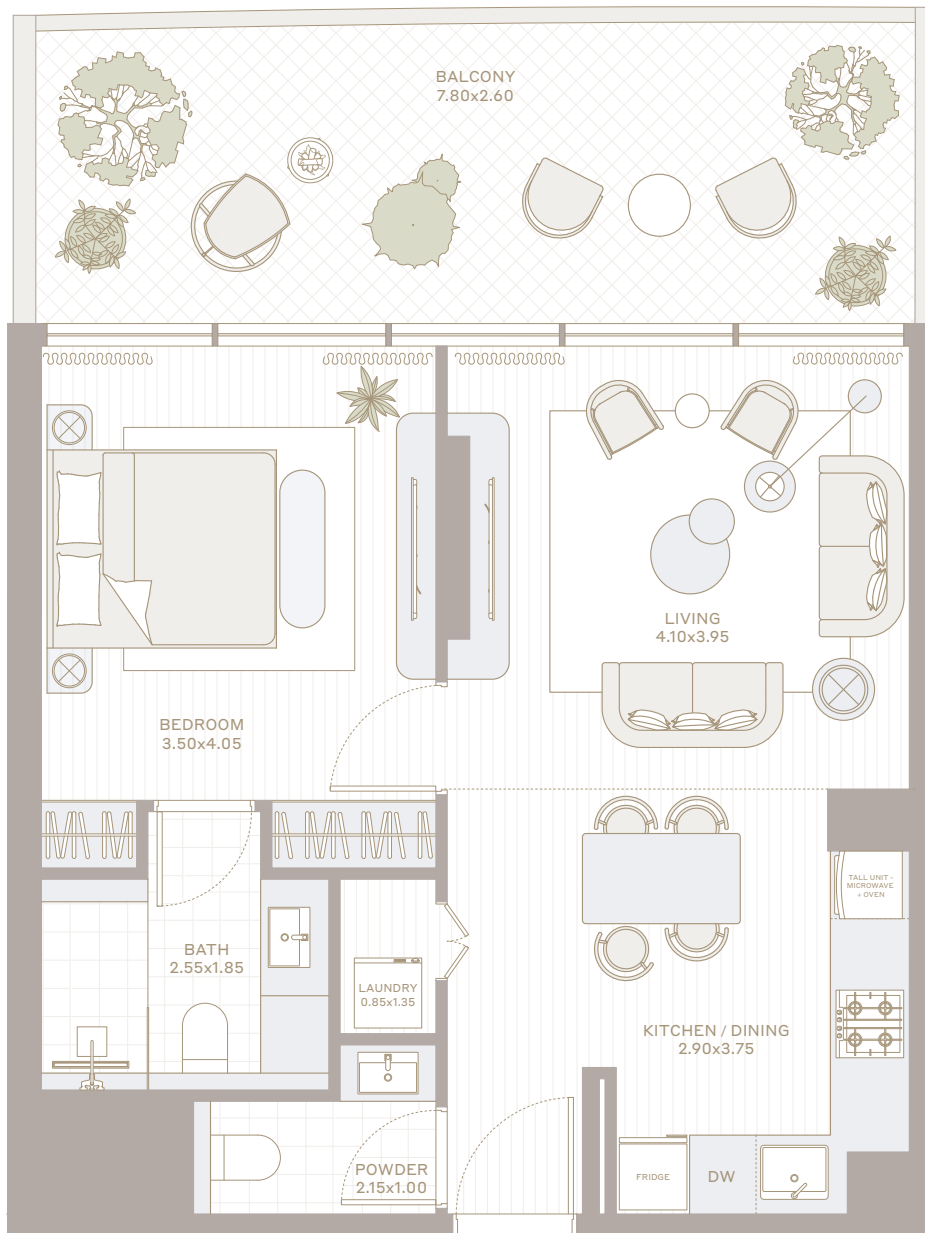 BALCONY
7.80x2.60
LIVING
4.10x3.95
BEDROOM
3.50x4.05
TALL UNIT -
MICROWAVE
+ OVEN
BATH
2.55x1.85
LAUNDRY
0.85x1.35
KITCHEN / DINING
2.90x3.75
POWDER
2.15x1.00
FRIDGE
DW